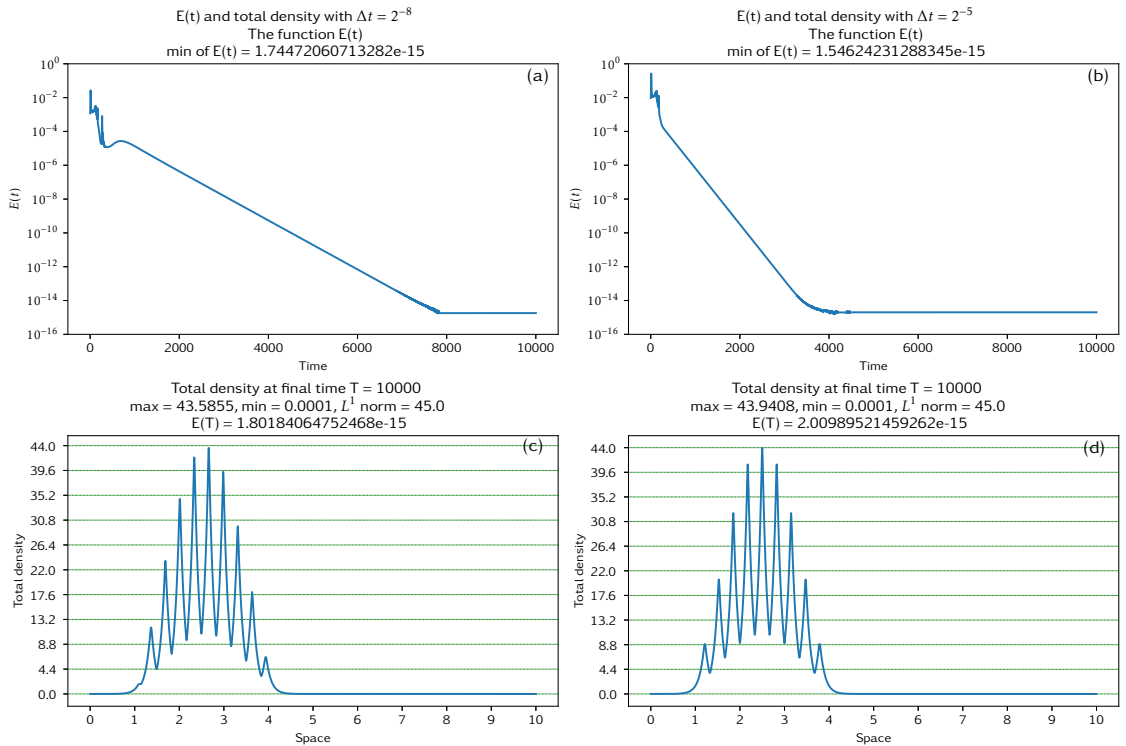 E(t) and total density with Δt = 2⁻⁸
The function E(t)
min of E(t) = 1.74472060713282e-15
(a)
10⁰
10⁻²
10⁻⁴
10⁻⁶
10⁻⁸
10⁻¹⁰
10⁻¹²
10⁻¹⁴
10⁻¹⁶
E(t)
0 2000 4000 6000 8000 10000
Time
E(t) and total density with Δt = 2⁻⁵
The function E(t)
min of E(t) = 1.54624231288345e-15
(b)
10⁰
10⁻²
10⁻⁴
10⁻⁶
10⁻⁸
10⁻¹⁰
10⁻¹²
10⁻¹⁴
10⁻¹⁶
E(t)
0 2000 4000 6000 8000 10000
Time
Total density at final time T = 10000
max = 43.5855, min = 0.0001, L¹ norm = 45.0
E(T) = 1.80184064752468e-15
(c)
44.0
39.6
35.2
30.8
26.4
22.0
17.6
13.2
8.8
4.4
0.0
Total density
0 1 2 3 4 5 6 7 8 9 10
Space
Total density at final time T = 10000
max = 43.9408, min = 0.0001, L¹ norm = 45.0
E(T) = 2.00989521459262e-15
(d)
44.0
39.6
35.2
30.8
26.4
22.0
17.6
13.2
8.8
4.4
0.0
Total density
0 1 2 3 4 5 6 7 8 9 10
Space